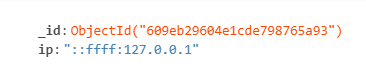 _id: ObjectId("609eb29604e1cde798765a93")
ip: "::ffff:127.0.0.1"